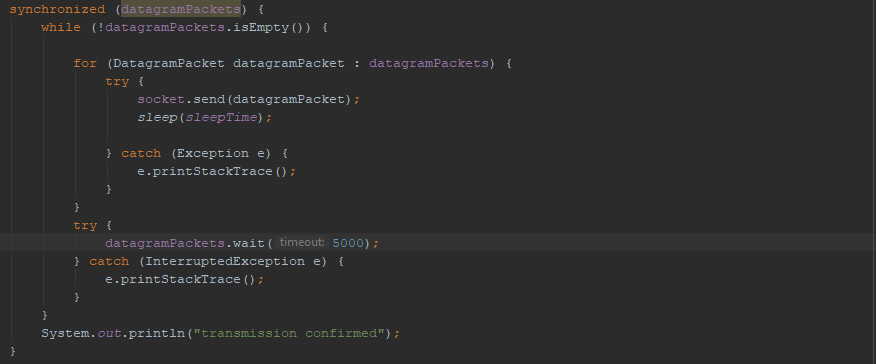 synchronized (datagramPackets) {
    while (!datagramPackets.isEmpty()) {

        for (DatagramPacket datagramPacket : datagramPackets) {
            try {
                socket.send(datagramPacket);
                sleep(sleepTime);

            } catch (Exception e) {
                e.printStackTrace();
            }
        }
        try {
            datagramPackets.wait( timeout: 5000);
        } catch (InterruptedException e) {
            e.printStackTrace();
        }
    }
    System.out.println("transmission confirmed");
}